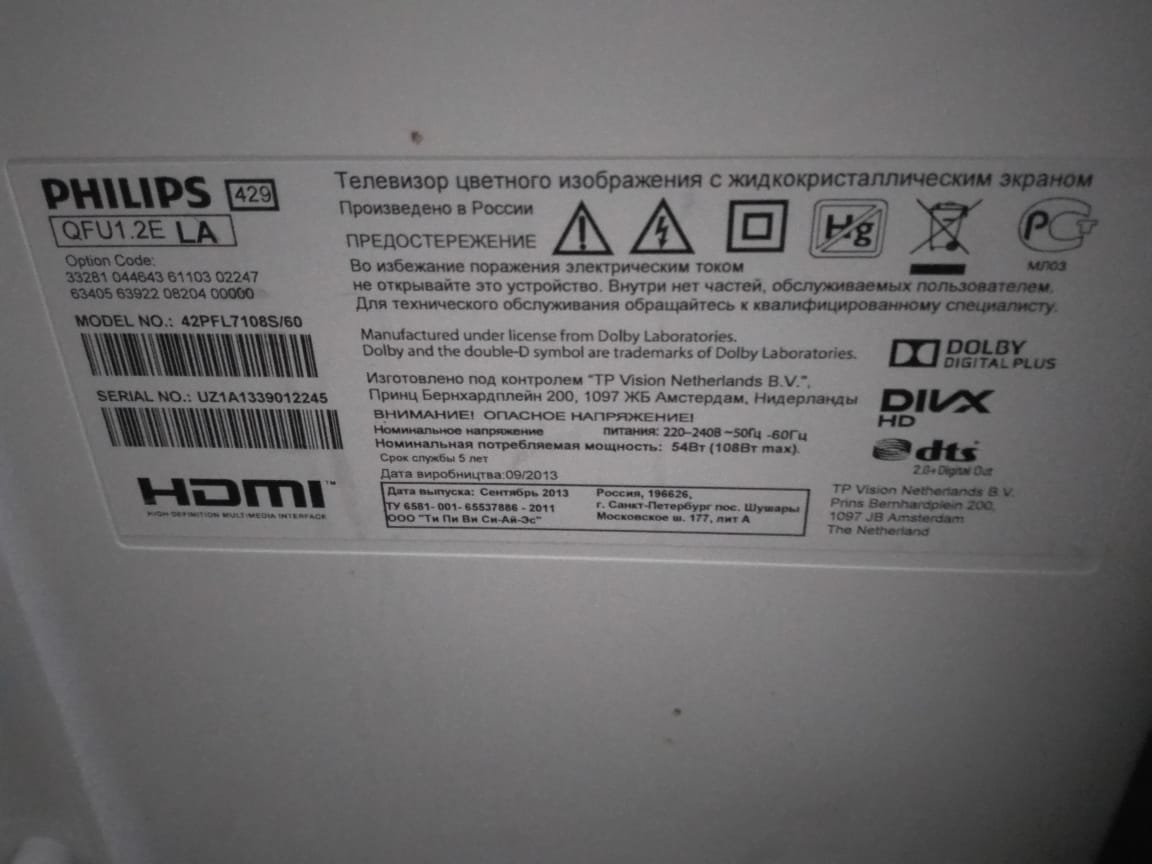 PHILIPS 429
QFU1.2E LA
Option Code:
33281 044643 61103 02247
63405 63922 08204 00000
MODEL NO.: 42PFL7108S/60
SERIAL NO.: UZ1A1339012245
HDMI™
HIGH-DEFINITION MULTIMEDIA INTERFACE
Телевизор цветного изображения с жидкокристаллическим экраном
Произведено в России
ПРЕДОСТЕРЕЖЕНИЕ
Hg
РСТ
МЛ03
Во избежание поражения электрическим током
не открывайте это устройство. Внутри нет частей, обслуживаемых пользователем.
Для технического обслуживания обращайтесь к квалифицированному специалисту.
Manufactured under license from Dolby Laboratories.
Dolby and the double-D symbol are trademarks of Dolby Laboratories.
DOLBY
DIGITAL PLUS
Изготовлено под контролем "TP Vision Netherlands B.V.",
Принц Бернхардплейн 200, 1097 ЖБ Амстердам, Нидерланды
ВНИМАНИЕ! ОПАСНОЕ НАПРЯЖЕНИЕ!
Номинальное напряжение питания: 220-240В ~50Гц -60Гц
Номинальная потребляемая мощность: 54Вт (108Вт max).
Срок службы 5 лет
Дата виробництва:09/2013
DIVX
HD
dts
2.0+Digital Out
Дата выпуска: Сентябрь 2013
ТУ 6581- 001- 65537886 - 2011
ООО "Ти Пи Ви Си-Ай-Эс"
Россия, 196626,
г. Санкт-Петербург пос. Шушары
Московское ш. 177, лит А
TP Vision Netherlands B.V.
Prins Bernhardplein 200,
1097 JB Amsterdam
The Netherland